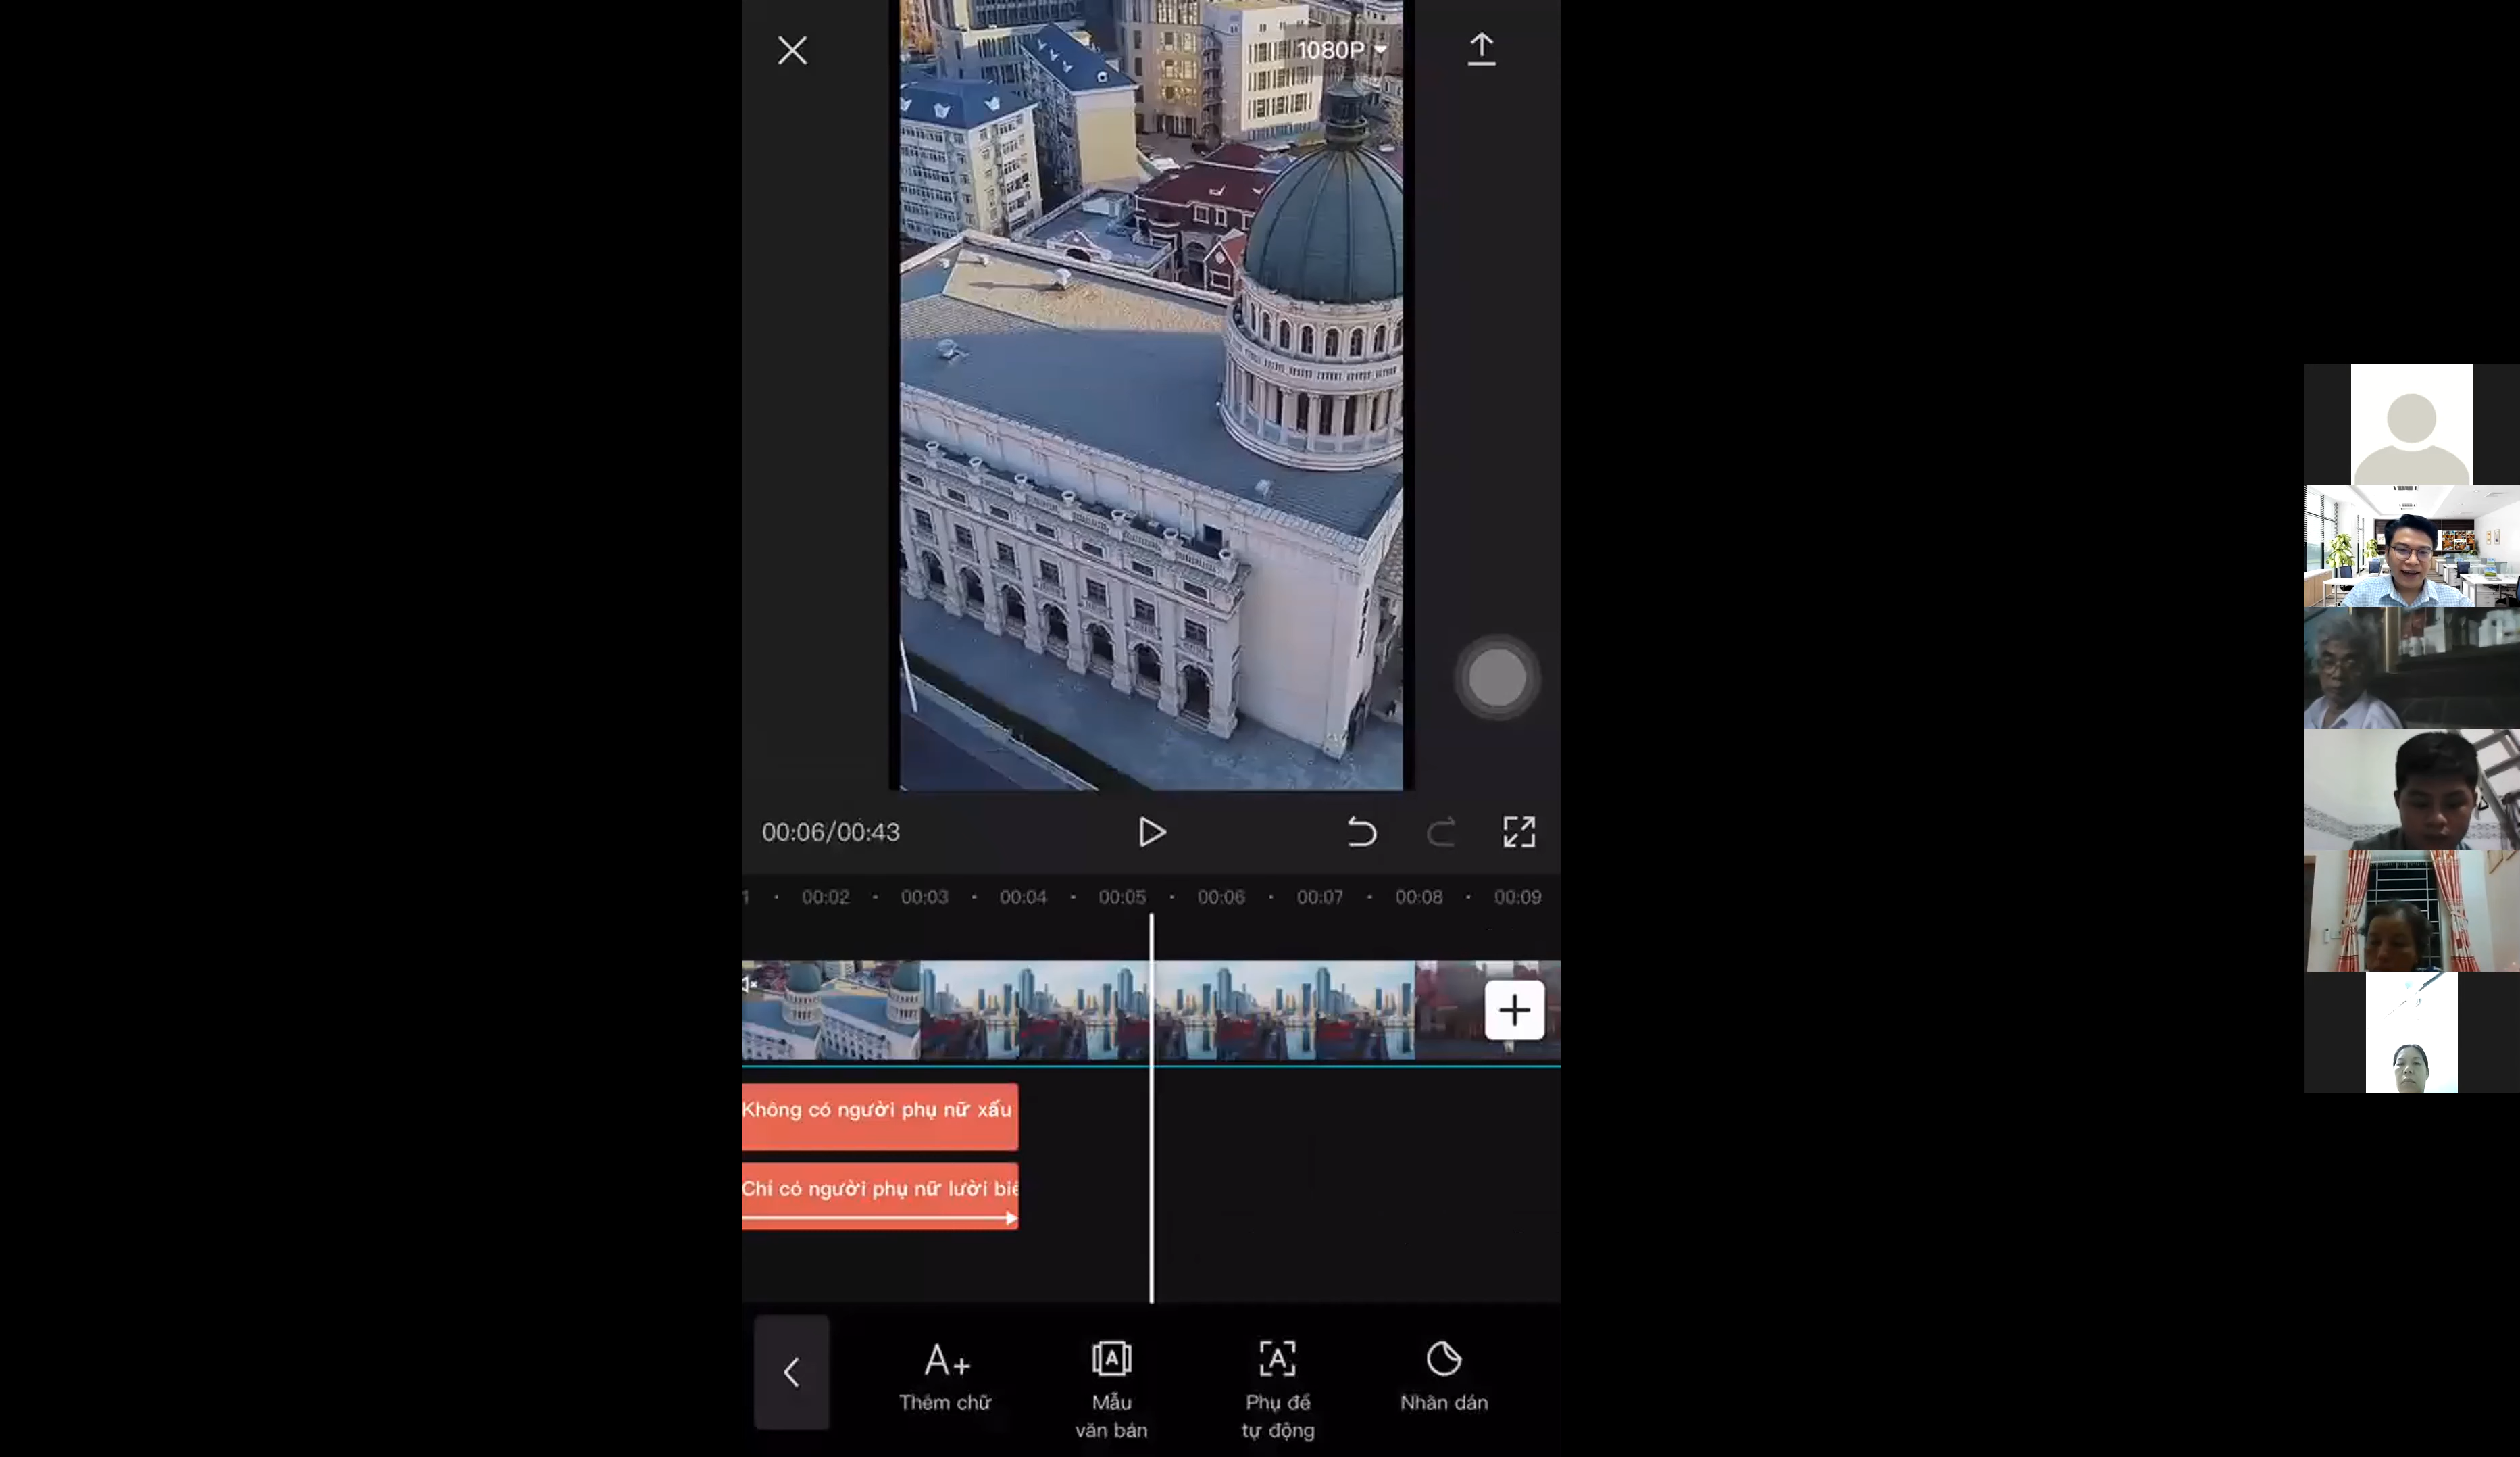 1080P
00:06/00:43
1 00:02 00:03 00:04 00:05 00:06 00:07 00:08 00:09
Không có người phụ nữ xấu
Chỉ có người phụ nữ lười
A+
Thêm chữ
Mẫu
văn bản
Phụ đề
tự động
Nhãn dán